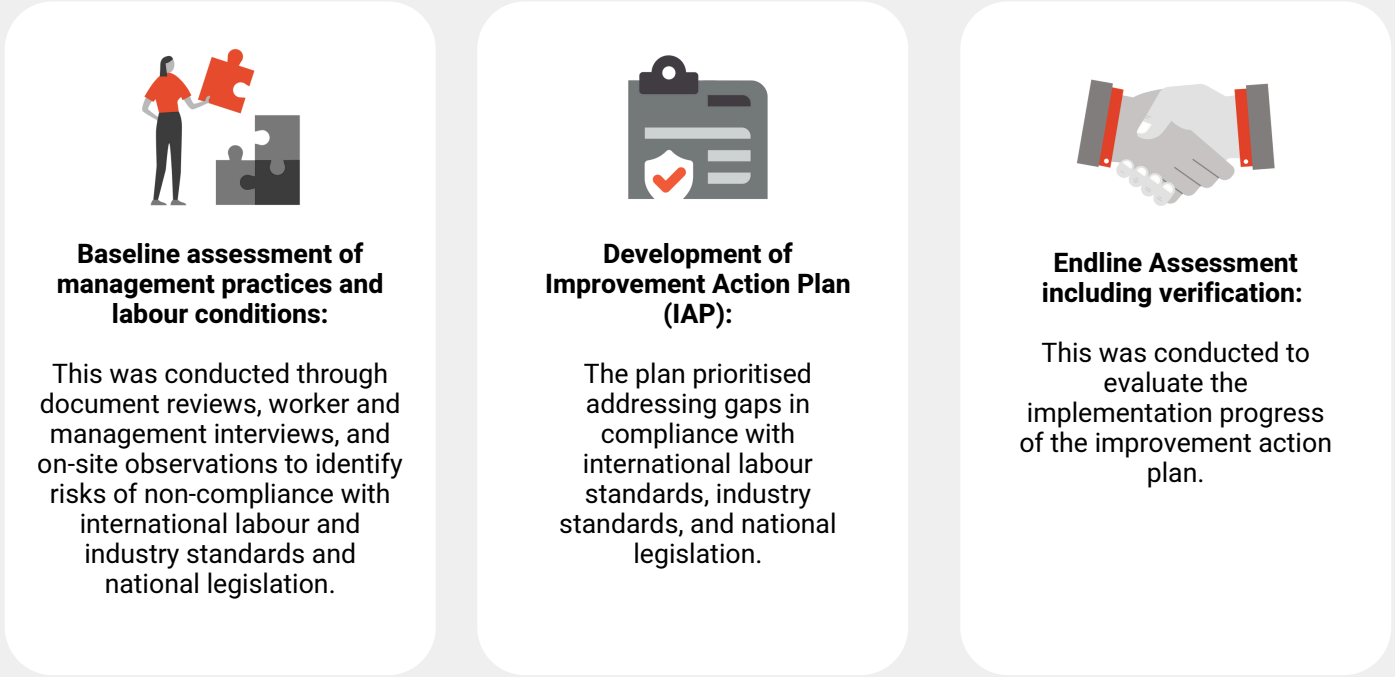 Baseline assessment of
management practices and
labour conditions:
This was conducted through
document reviews, worker and
management interviews, and
on-site observations to identify
risks of non-compliance with
international labour and
industry standards and
national legislation.
Development of
Improvement Action Plan
(IAP):
The plan prioritised
addressing gaps in
compliance with
international labour
standards, industry
standards, and national
legislation.
Endline Assessment
including verification:
This was conducted to
evaluate the
implementation progress
of the improvement action
plan.